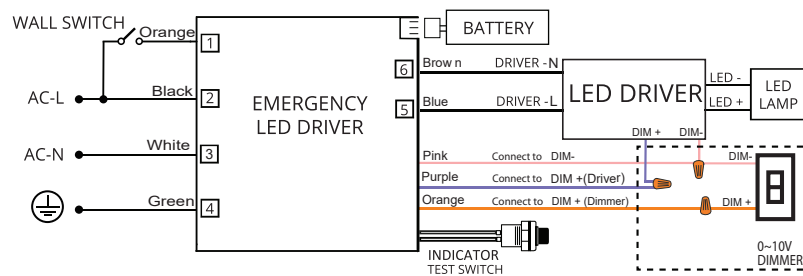 WALL SWITCH
Orange
1
BATTERY
AC-L
Black
2
AC-N
White
3
Green
4
EMERGENCY
LED DRIVER
6
Brown
DRIVER -N
5
Blue
DRIVER -L
LED DRIVER
LED -
LED +
LED
LAMP
DIM +
DIM-
Pink
Connect to DIM-
DIM-
Purple
Connect to DIM +(Driver)
Orange
Connect to DIM + (Dimmer)
DIM +
INDICATOR
TEST SWITCH
0~10V
DIMMER